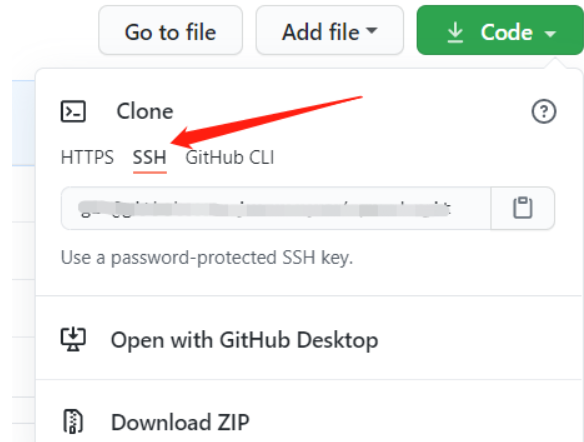 Go to file Add file Code
Clone
HTTPS SSH GitHub CLI
Use a password-protected SSH key.
Open with GitHub Desktop
Download ZIP